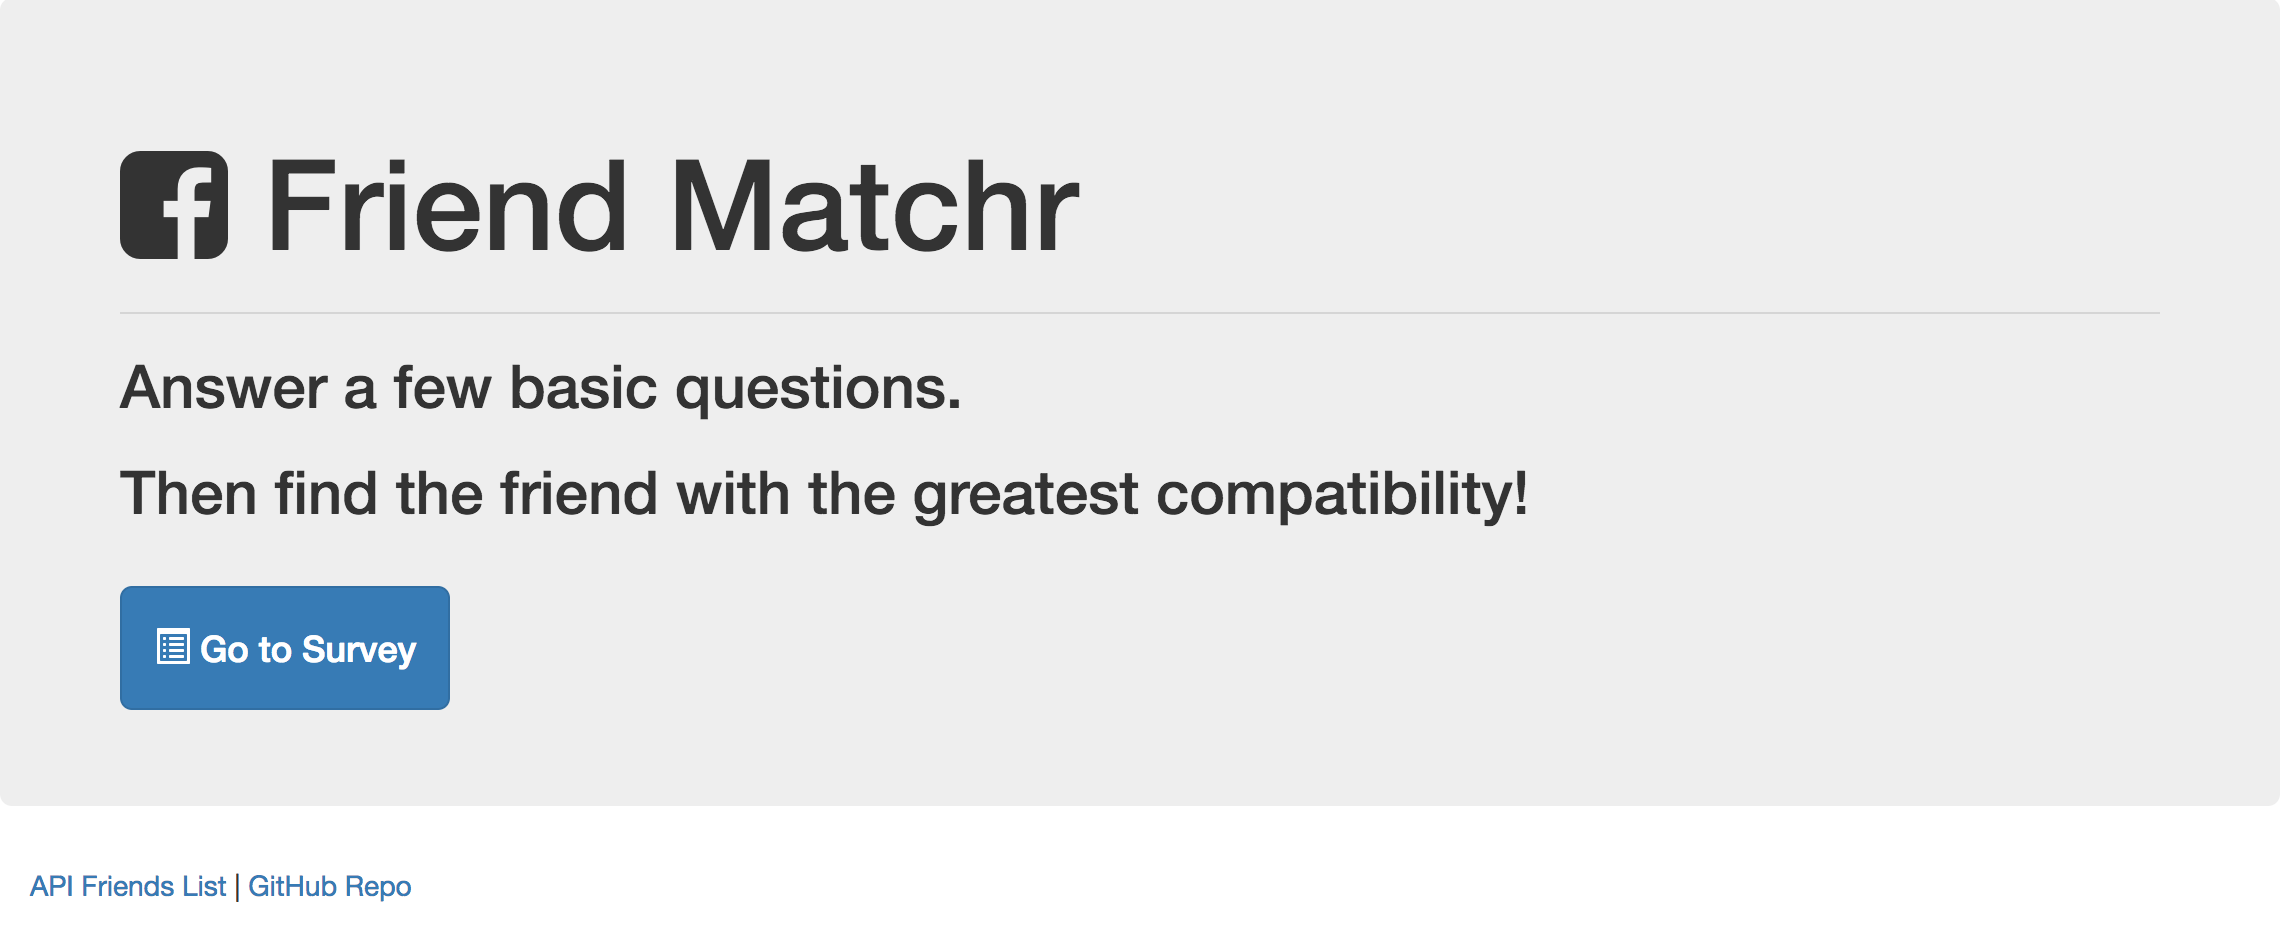 Friend Matchr
Answer a few basic questions.
Then find the friend with the greatest compatibility!
Go to Survey
API Friends List | GitHub Repo